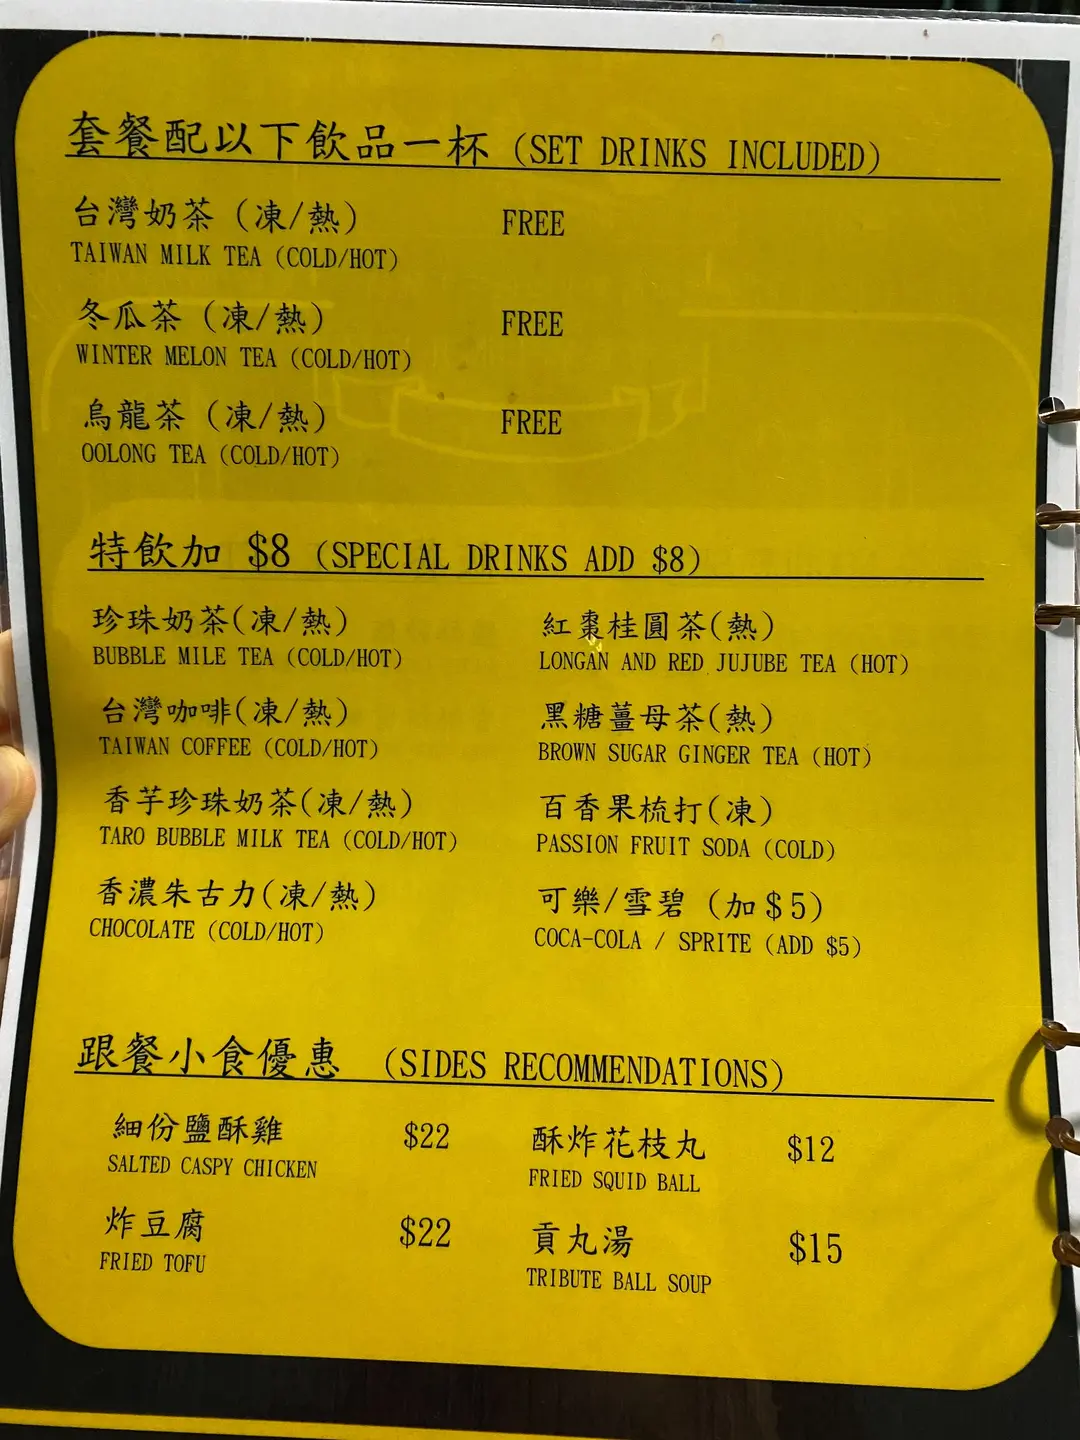 套餐配以下飲品一杯 (SET DRINKS INCLUDED)
台灣奶茶 (凍/熱) FREE
TAIWAN MILK TEA (COLD/HOT)
冬瓜茶 (凍/熱) FREE
WINTER MELON TEA (COLD/HOT)
烏龍茶 (凍/熱) FREE
OOLONG TEA (COLD/HOT)
特飲加 $8 (SPECIAL DRINKS ADD $8)
珍珠奶茶(凍/熱)
BUBBLE MILE TEA (COLD/HOT)
台灣咖啡(凍/熱)
TAIWAN COFFEE (COLD/HOT)
香芋珍珠奶茶(凍/熱)
TARO BUBBLE MILK TEA (COLD/HOT)
香濃朱古力(凍/熱)
CHOCOLATE (COLD/HOT)
紅棗桂圓茶(熱)
LONGAN AND RED JUJUBE TEA (HOT)
黑糖薑母茶(熱)
BROWN SUGAR GINGER TEA (HOT)
百香果梳打(凍)
PASSION FRUIT SODA (COLD)
可樂/雪碧 (加$5)
COCA-COLA / SPRITE (ADD $5)
跟餐小食優惠 (SIDES RECOMMENDATIONS)
細份鹽酥雞 $22
SALTED CASPY CHICKEN
炸豆腐 $22
FRIED TOFU
酥炸花枝丸 $12
FRIED SQUID BALL
貢丸湯 $15
TRIBUTE BALL SOUP